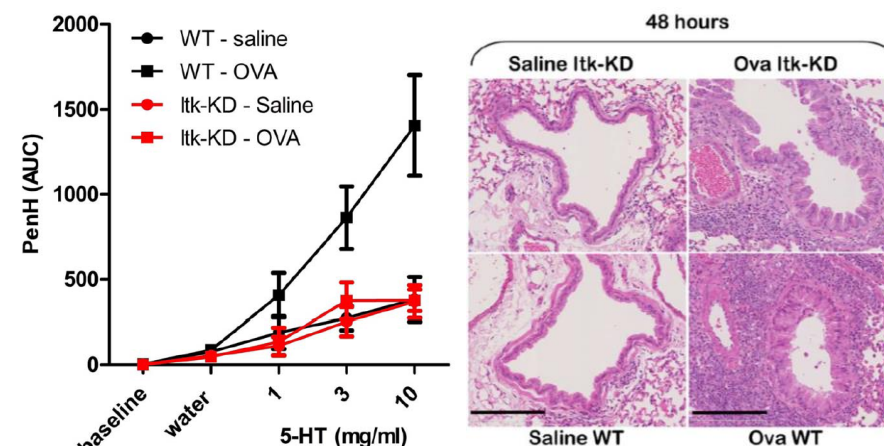 2000
1500
1000
500
0
PenH (AUC)
WT - saline
WT - OVA
Itk-KD - Saline
Itk-KD - OVA
baseline
water
1
3
10
5-HT (mg/ml)
48 hours
Saline Itk-KD
Ova Itk-KD
Saline WT
Ova WT